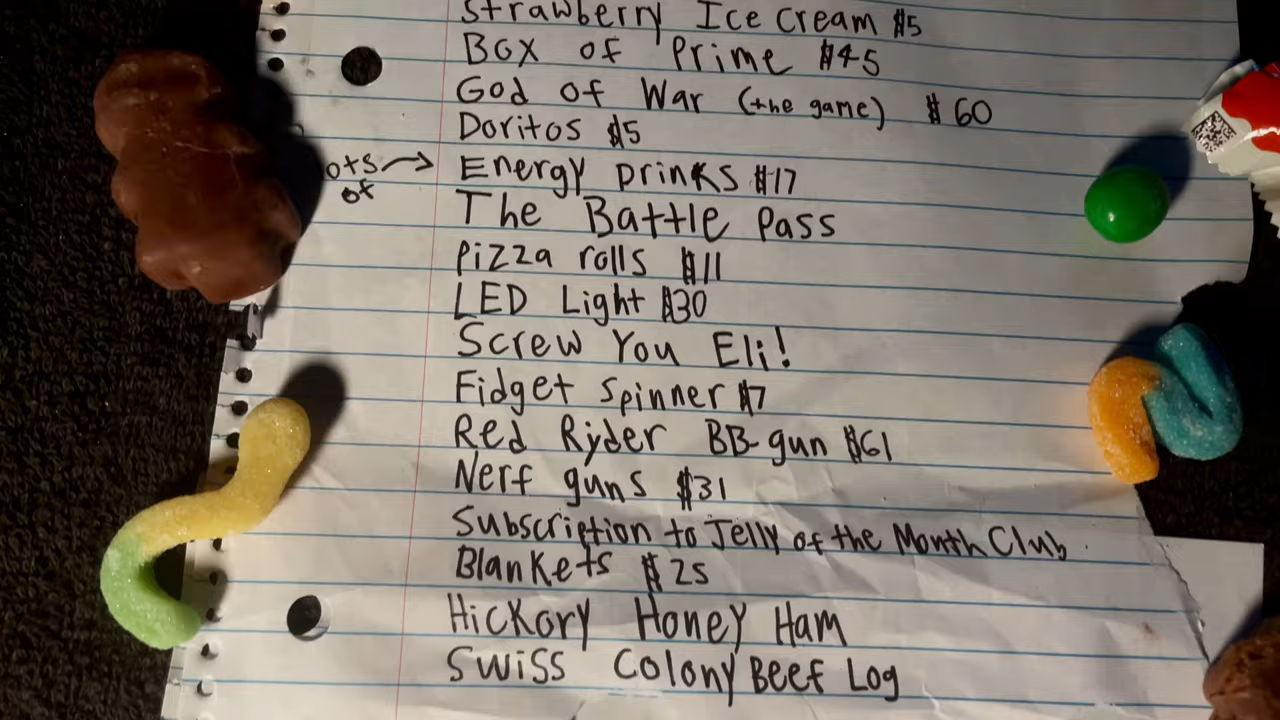 Strawberry Ice cream $5
Box of Prime $45
God of War (the game) $60
Doritos $5
ots of → Energy Drinks $17
The Battle Pass
Pizza rolls $11
LED Light $30
Screw You Eli!
Fidget Spinner $7
Red Ryder BB-gun $61
Nerf guns $31
Subscription to Jelly of the Month Club
Blankets $25
Hickory Honey Ham
Swiss Colony Beef Log